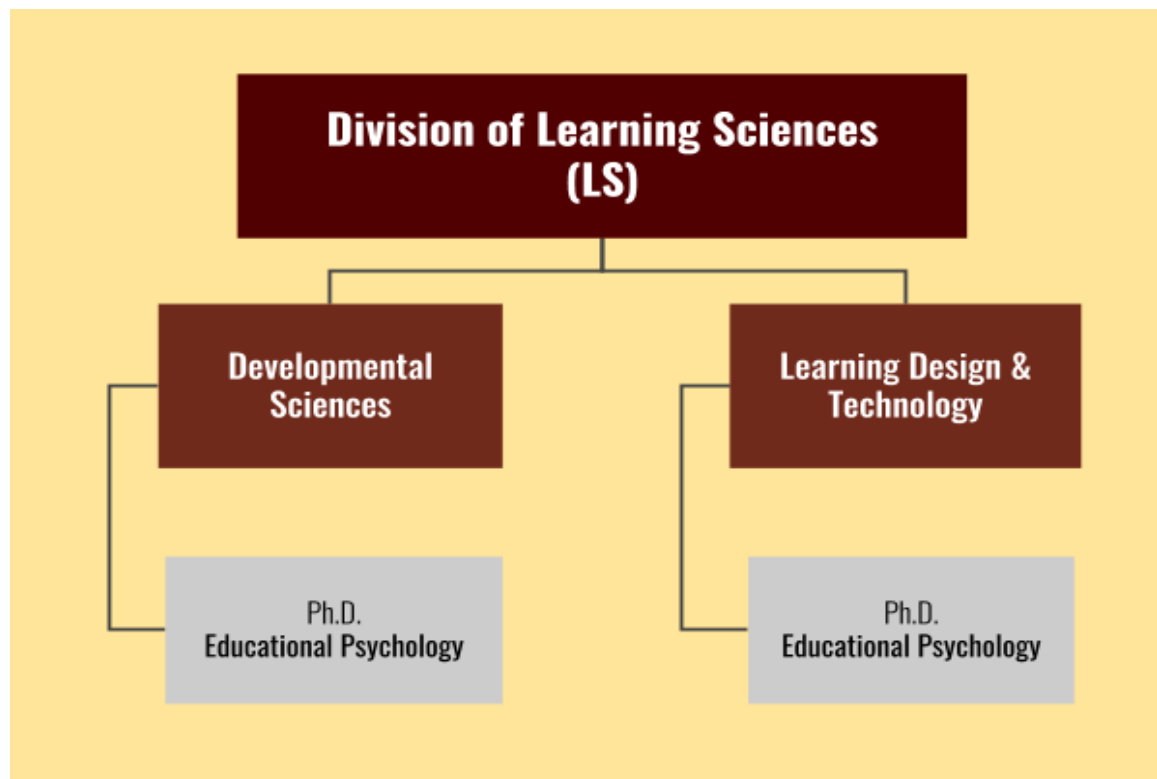 Division of Learning Sciences
(LS)
Developmental
Sciences
Learning Design &
Technology
Ph.D.
Educational Psychology
Ph.D.
Educational Psychology